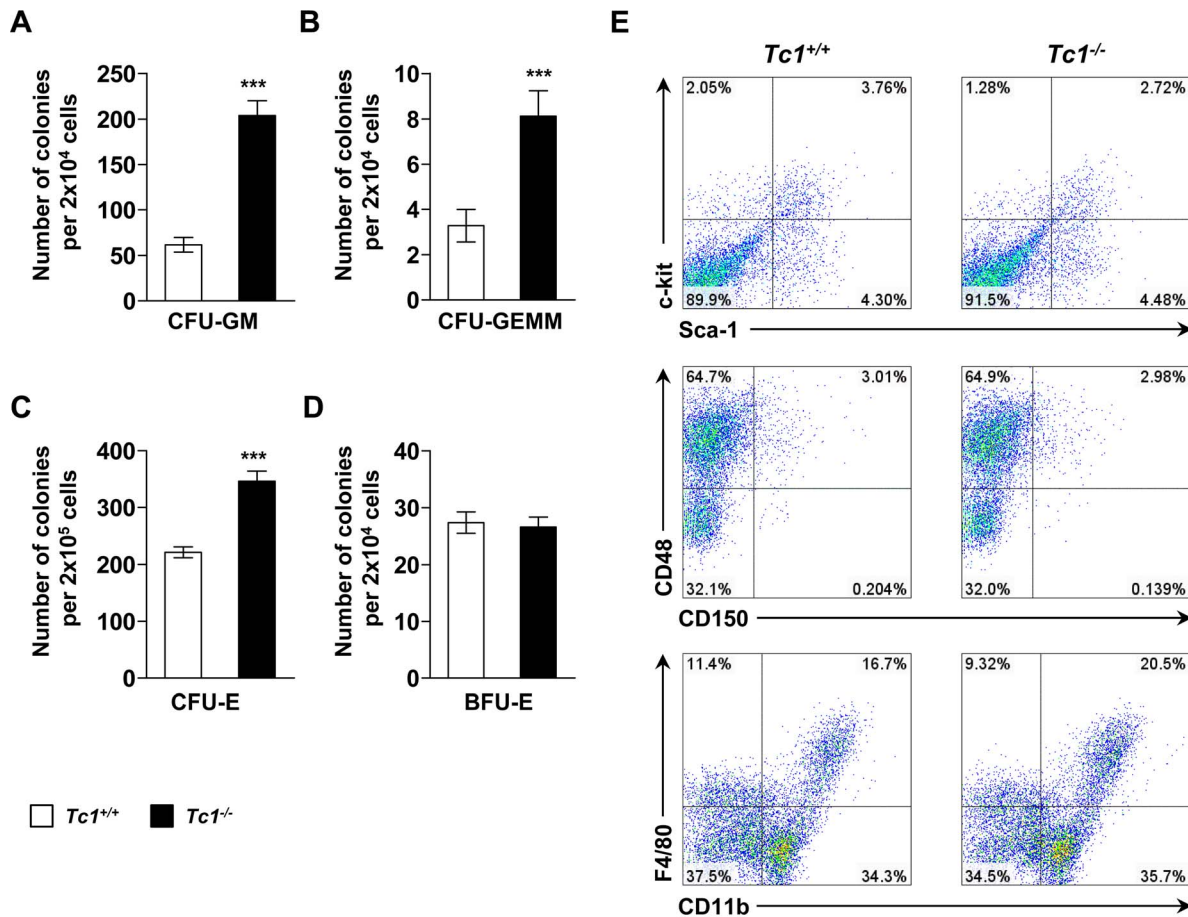 A
Number of colonies
per 2x10⁴ cells
250
200
150
100
50
0
***
CFU-GM
B
Number of colonies
per 2x10⁴ cells
10
8
6
4
2
0
***
CFU-GEMM
C
Number of colonies
per 2x10⁵ cells
400
300
200
100
0
***
CFU-E
D
Number of colonies
per 2x10⁴ cells
40
30
20
10
0
BFU-E
Tc1⁺/⁺ Tc1⁻/⁻
E
Tc1⁺/⁺ Tc1⁻/⁻
c-kit
2.05% 3.76%
89.9% 4.30%
1.28% 2.72%
91.5% 4.48%
Sca-1
CD48
64.7% 3.01%
32.1% 0.204%
64.9% 2.98%
32.0% 0.139%
CD150
F4/80
11.4% 16.7%
37.5% 34.3%
9.32% 20.5%
34.5% 35.7%
CD11b